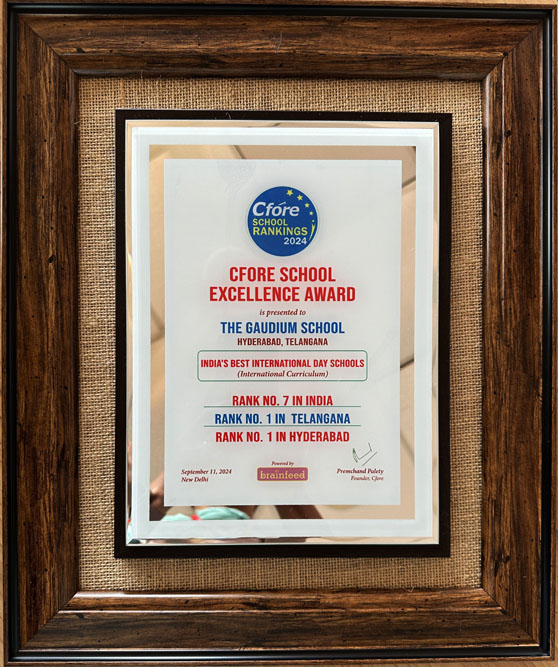 Cfore
SCHOOL
RANKINGS
2024
CFORE SCHOOL
EXCELLENCE AWARD
is presented to
THE GAUDIUM SCHOOL
HYDERABAD, TELANGANA
INDIA'S BEST INTERNATIONAL DAY SCHOOLS
(International Curriculum)
RANK NO. 7 IN INDIA
RANK NO. 1 IN TELANGANA
RANK NO. 1 IN HYDERABAD
Powered by
brainfeed
September 11, 2024
New Delhi
Premchand Palety
Founder, Cfore